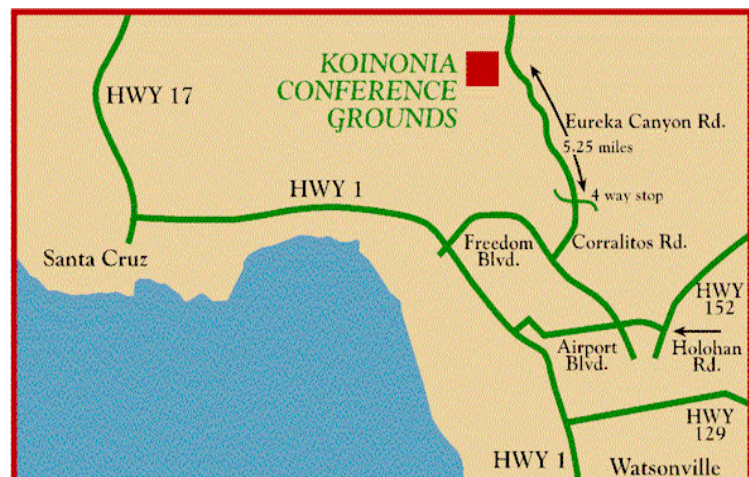 KOINONIA
CONFERENCE
GROUNDS
HWY 17
Eureka Canyon Rd.
5.25 miles
HWY 1
4 way stop
Santa Cruz
Freedom
Blvd.
Corralitos Rd.
HWY
152
Airport
Blvd.
Holohan
Rd.
HWY
129
HWY 1
Watsonville